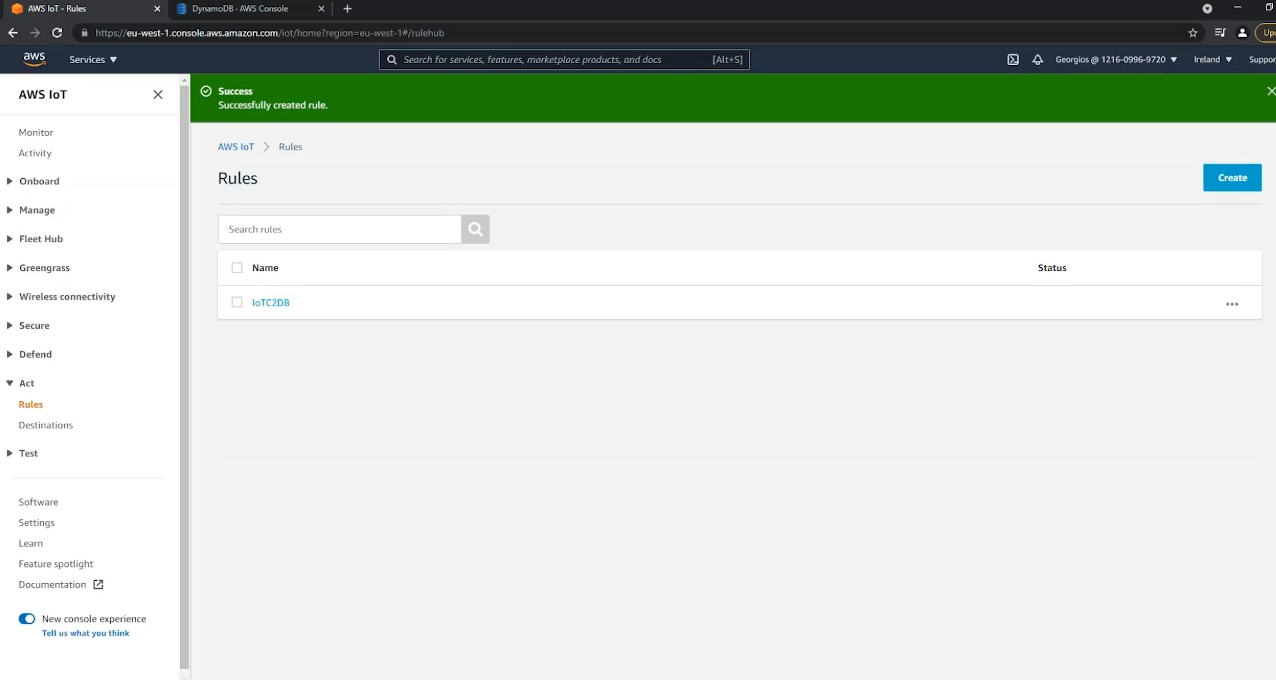 AWS IoT - Rules
DynamoDB · AWS Console
https://eu-west-1.console.aws.amazon.com/iot/home?region=eu-west-1#/rulehub
aws
Services
Search for services, features, marketplace products, and docs
[Alt+S]
Georgios @ 1216-0996-9720
Ireland
AWS IoT
Monitor
Activity
Onboard
Manage
Fleet Hub
Greengrass
Wireless connectivity
Secure
Defend
Act
Rules
Destinations
Test
Software
Settings
Learn
Feature spotlight
Documentation
New console experience
Tell us what you think
Success
Successfully created rule.
AWS IoT > Rules
Rules
Create
Search rules
Name
Status
IoTC2DB